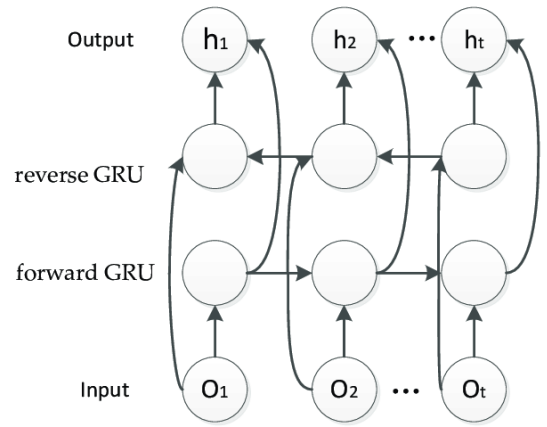 Output h1 h2 ... ht
reverse GRU
forward GRU
Input O1 O2 ... Ot